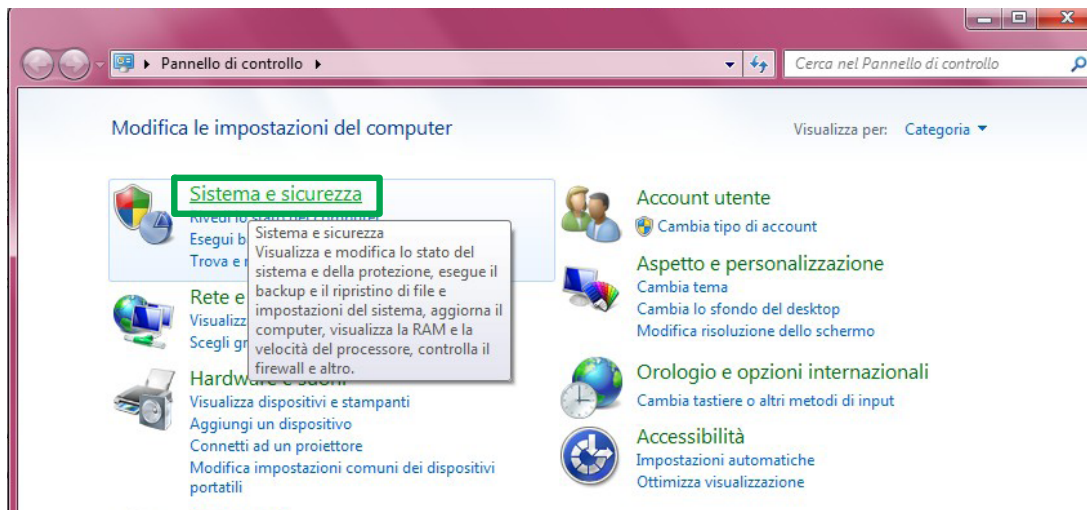 Pannello di controllo
Cerca nel Pannello di controllo
Modifica le impostazioni del computer
Visualizza per: Categoria
Sistema e sicurezza
Esegui b
Trova e r
Sistema e sicurezza
Visualizza e modifica lo stato del
sistema e della protezione, esegue il
backup e il ripristino di file e
impostazioni del sistema, aggiorna il
computer, visualizza la RAM e la
velocità del processore, controlla il
firewall e altro.
Rete e
Visualizz
Scegli gr
Hardware e suoni
Visualizza dispositivi e stampanti
Aggiungi un dispositivo
Connetti ad un proiettore
Modifica impostazioni comuni dei dispositivi
portatili
Account utente
Cambia tipo di account
Aspetto e personalizzazione
Cambia tema
Cambia lo sfondo del desktop
Modifica risoluzione dello schermo
Orologio e opzioni internazionali
Cambia tastiere o altri metodi di input
Accessibilità
Impostazioni automatiche
Ottimizza visualizzazione